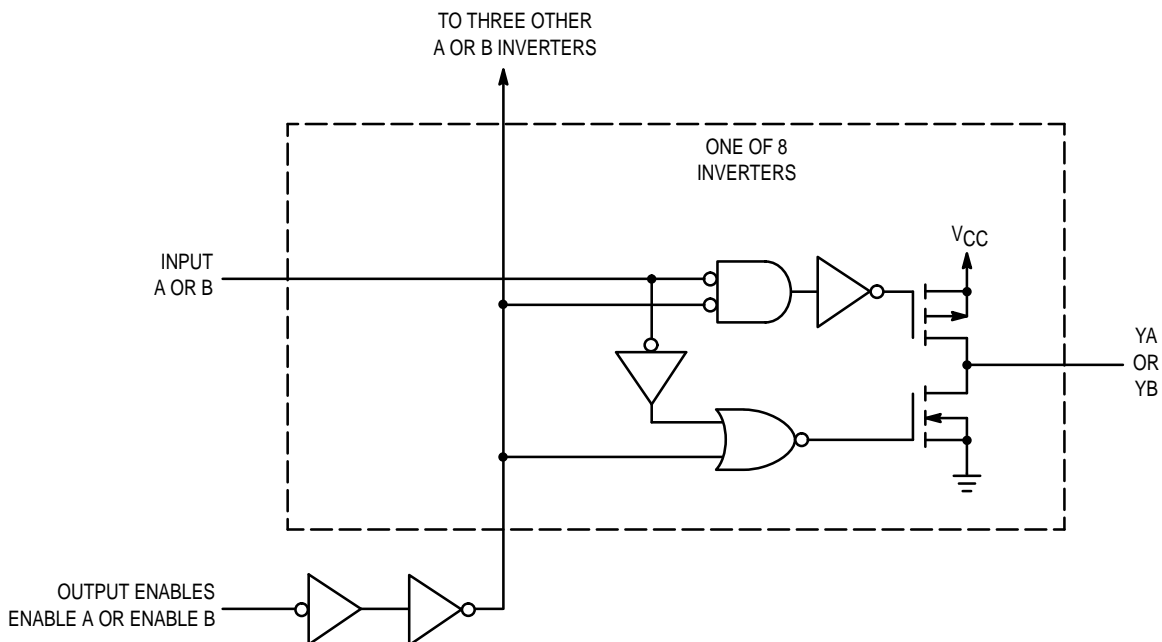 TO THREE OTHER
A OR B INVERTERS
ONE OF 8
INVERTERS
VCC
INPUT
A OR B
YA
OR
YB
OUTPUT ENABLES
ENABLE A OR ENABLE B